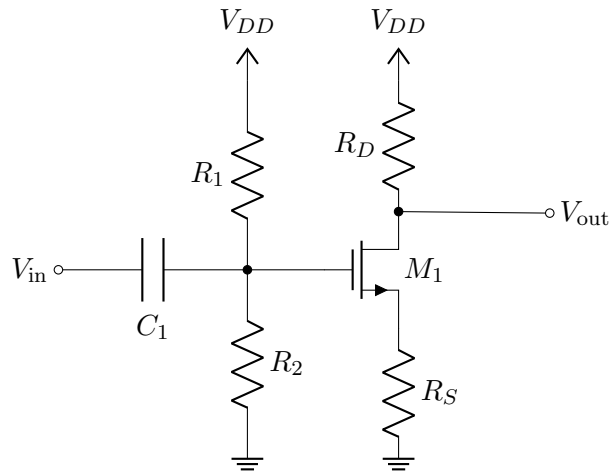 V_DD
V_DD
R_1
R_D
V_out
V_in
M_1
C_1
R_2
R_S